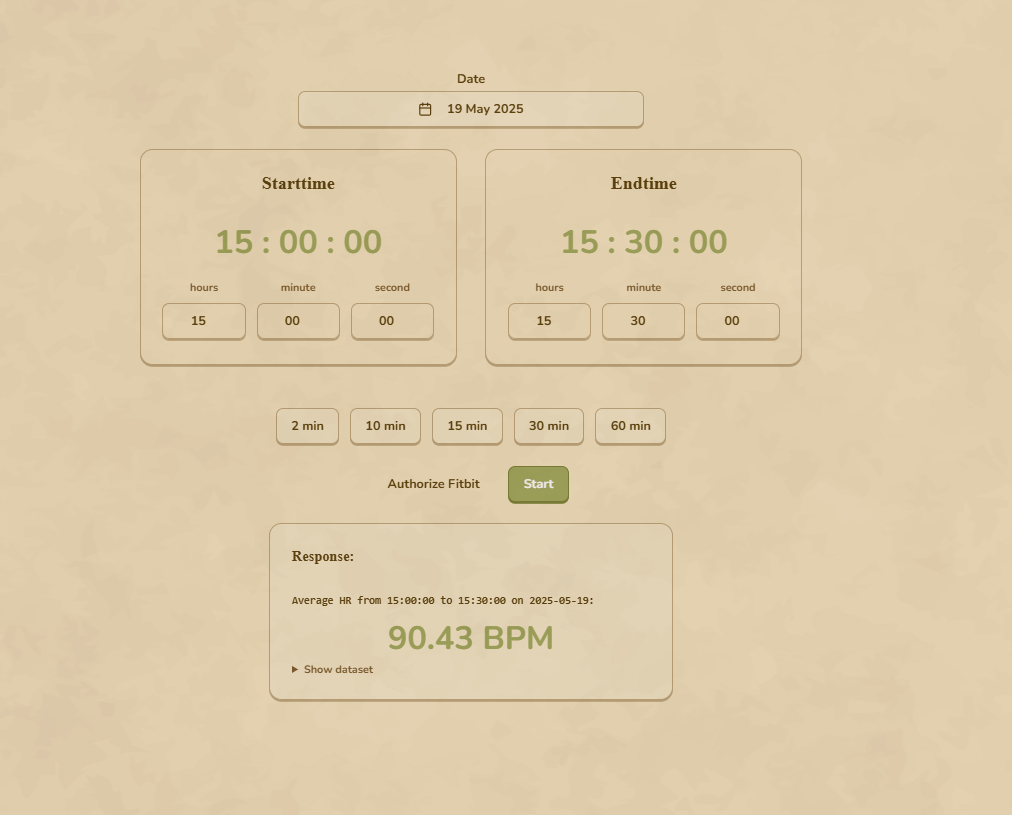 Date
19 May 2025
Starttime
15 : 00 : 00
hours minute second
15 00 00
Endtime
15 : 30 : 00
hours minute second
15 30 00
2 min 10 min 15 min 30 min 60 min
Authorize Fitbit Start
Response:
Average HR from 15:00:00 to 15:30:00 on 2025-05-19:
90.43 BPM
Show dataset